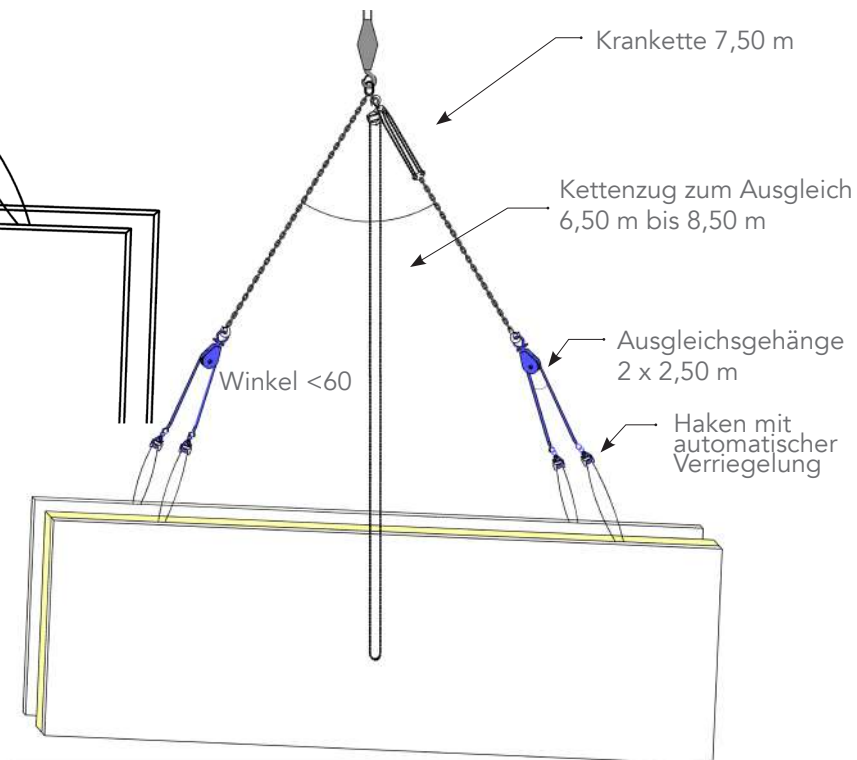 Krankette 7,50 m
Kettenzug zum Ausgleich
6,50 m bis 8,50 m
Ausgleichsgehänge
2 x 2,50 m
Winkel <60
Haken mit
automatischer
Verriegelung